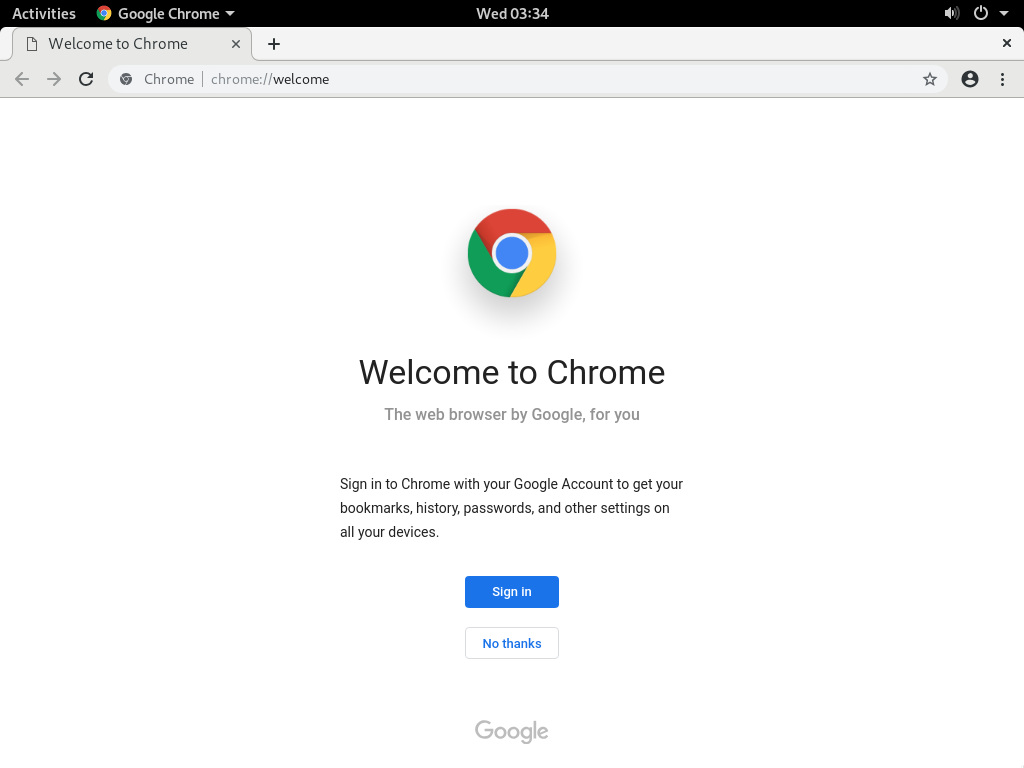 Activities Google Chrome Wed 03:34
Welcome to Chrome
Chrome chrome://welcome
Welcome to Chrome
The web browser by Google, for you
Sign in to Chrome with your Google Account to get your
bookmarks, history, passwords, and other settings on
all your devices.
Sign in
No thanks
Google